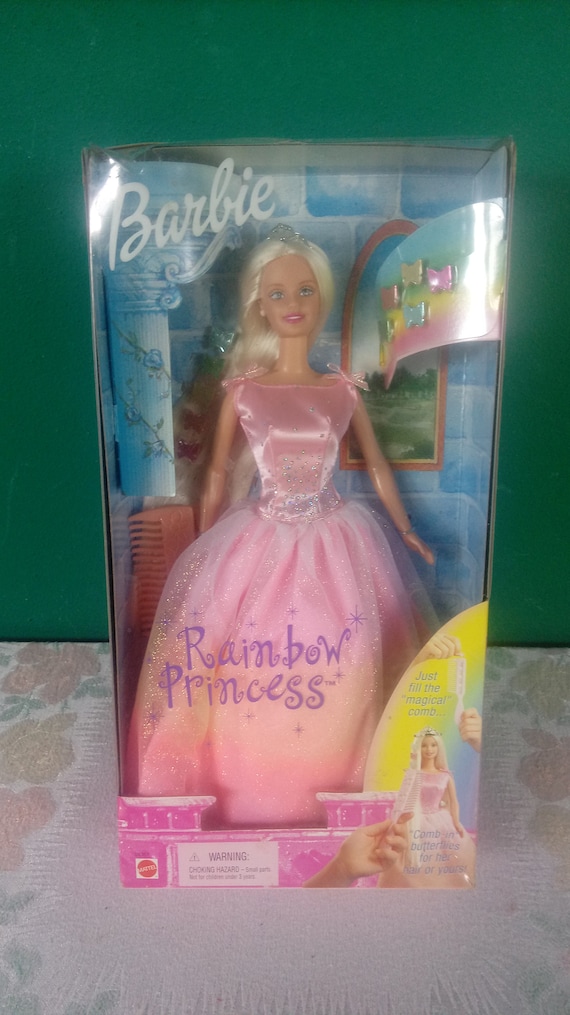 Barbie
Rainbow
Princess™
Just
fill the
"magical"
comb...
"Comb in"
butterflies
for her
hair or yours!
MATTEL
⚠ WARNING:
CHOKING HAZARD – Small parts.
Not for children under 3 years.